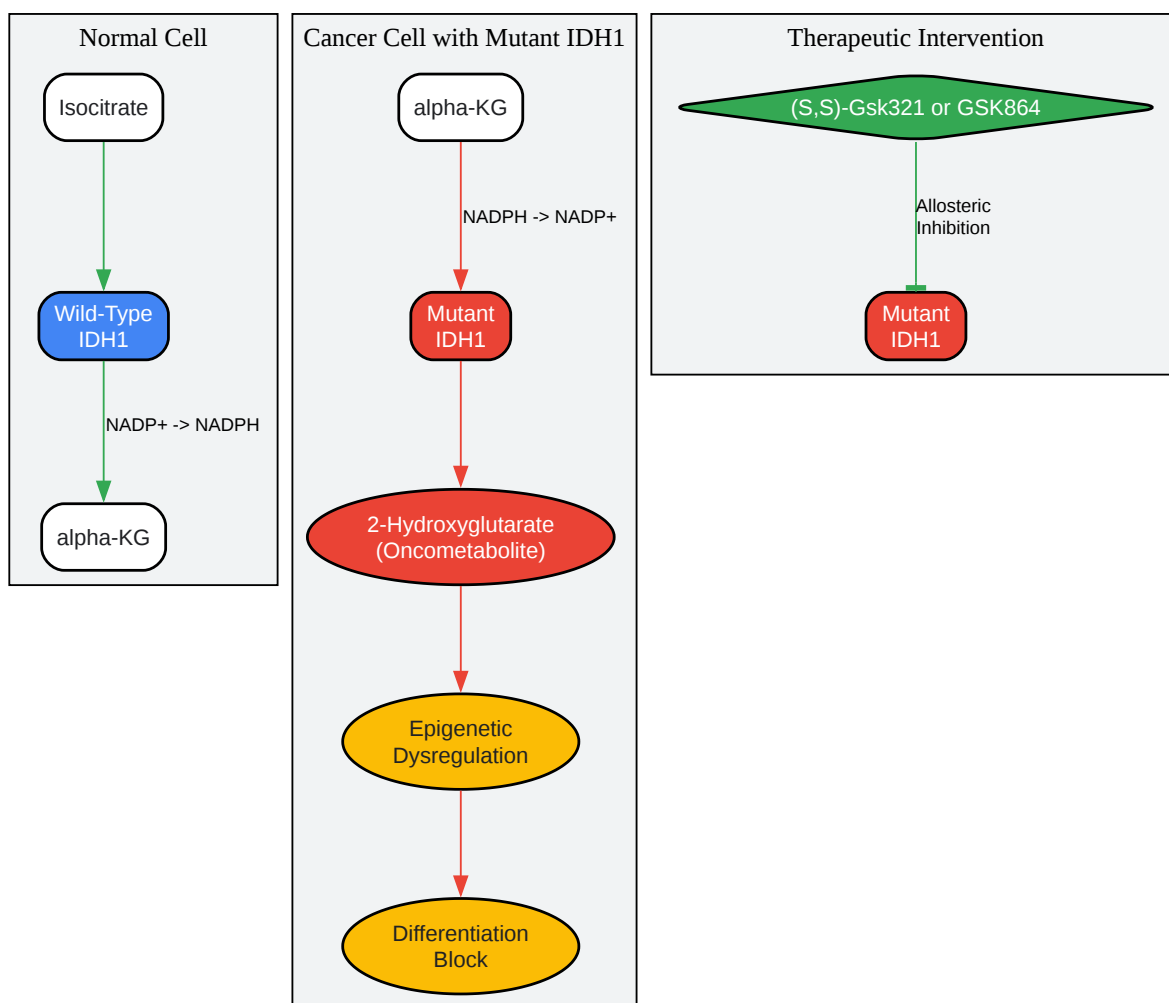 Normal Cell
Isocitrate
Wild-Type
IDH1
NADP+ -> NADPH
alpha-KG
Cancer Cell with Mutant IDH1
alpha-KG
NADPH -> NADP+
Mutant
IDH1
2-Hydroxyglutarate
(Oncometabolite)
Epigenetic
Dysregulation
Differentiation
Block
Therapeutic Intervention
(S,S)-Gsk321 or GSK864
Allosteric
Inhibition
Mutant
IDH1